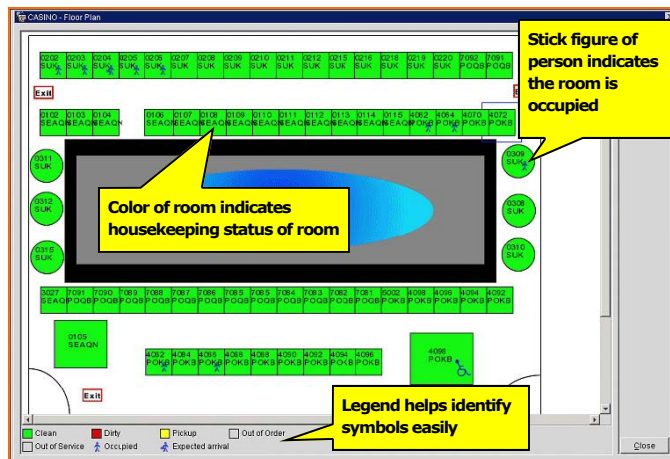 CASINO - Floor Plan
Stick figure of
person indicates
the room is
occupied
0202 0203 0204 0205 0206 0207 0208 0209 0210 0211 0212 0215 0216 0218 0219 0220 7092 7091
SUK SUK SUK SUK SUK SUK SUK SUK SUK SUK SUK SUK SUK SUK SUK SUK POQB POQB
Exit
0102 0103 0104 0106 0107 0108 0109 0110 0111 0112 0113 0114 0115 4062 4064 4070 4072
SEAQN SEAQN SEAQN SEAQN SEAQN SEAQN SEAQN SEAQN SEAQN SEAQN SEAQN SEAQN SEAQN POKB POKB POKB POKB
0311
SUK
0309
SUK
Color of room indicates
housekeeping status of room
0312
SUK
0308
SUK
0315
SUK
0310
SUK
3027 7091 7090 7089 7088 7087 7086 7085 7084 7083 7082 7081 5002 4098 4096 4094 4092
SEAQN POQB POQB POQB POQB POQB POQB POQB POQB POQB POQB POQB POKB POKB POKB POKB POKB
0105
SEAQN
4062 4084 4066 4068 4088 4090 4092 4094 4096
POKB POKB POKB POKB POKB POKB POKB POKB POKB
4098
POKB
Exit
Legend helps identify
symbols easily
Clean Dirty Pickup Out of Order
Out of Service Occupied Expected arrival
Close